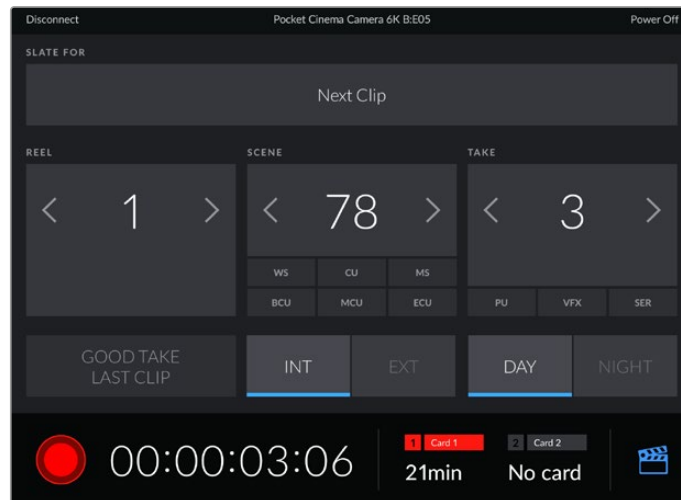 Disconnect Pocket Cinema Camera 6K B:E05 Power Off
SLATE FOR
Next Clip
REEL SCENE TAKE
1 78 3
WS CU MS
BCU MCU ECU PU VFX SER
GOOD TAKE
LAST CLIP
INT EXT DAY NIGHT
00:00:03:06
1 Card 1 2 Card 2
21min No card